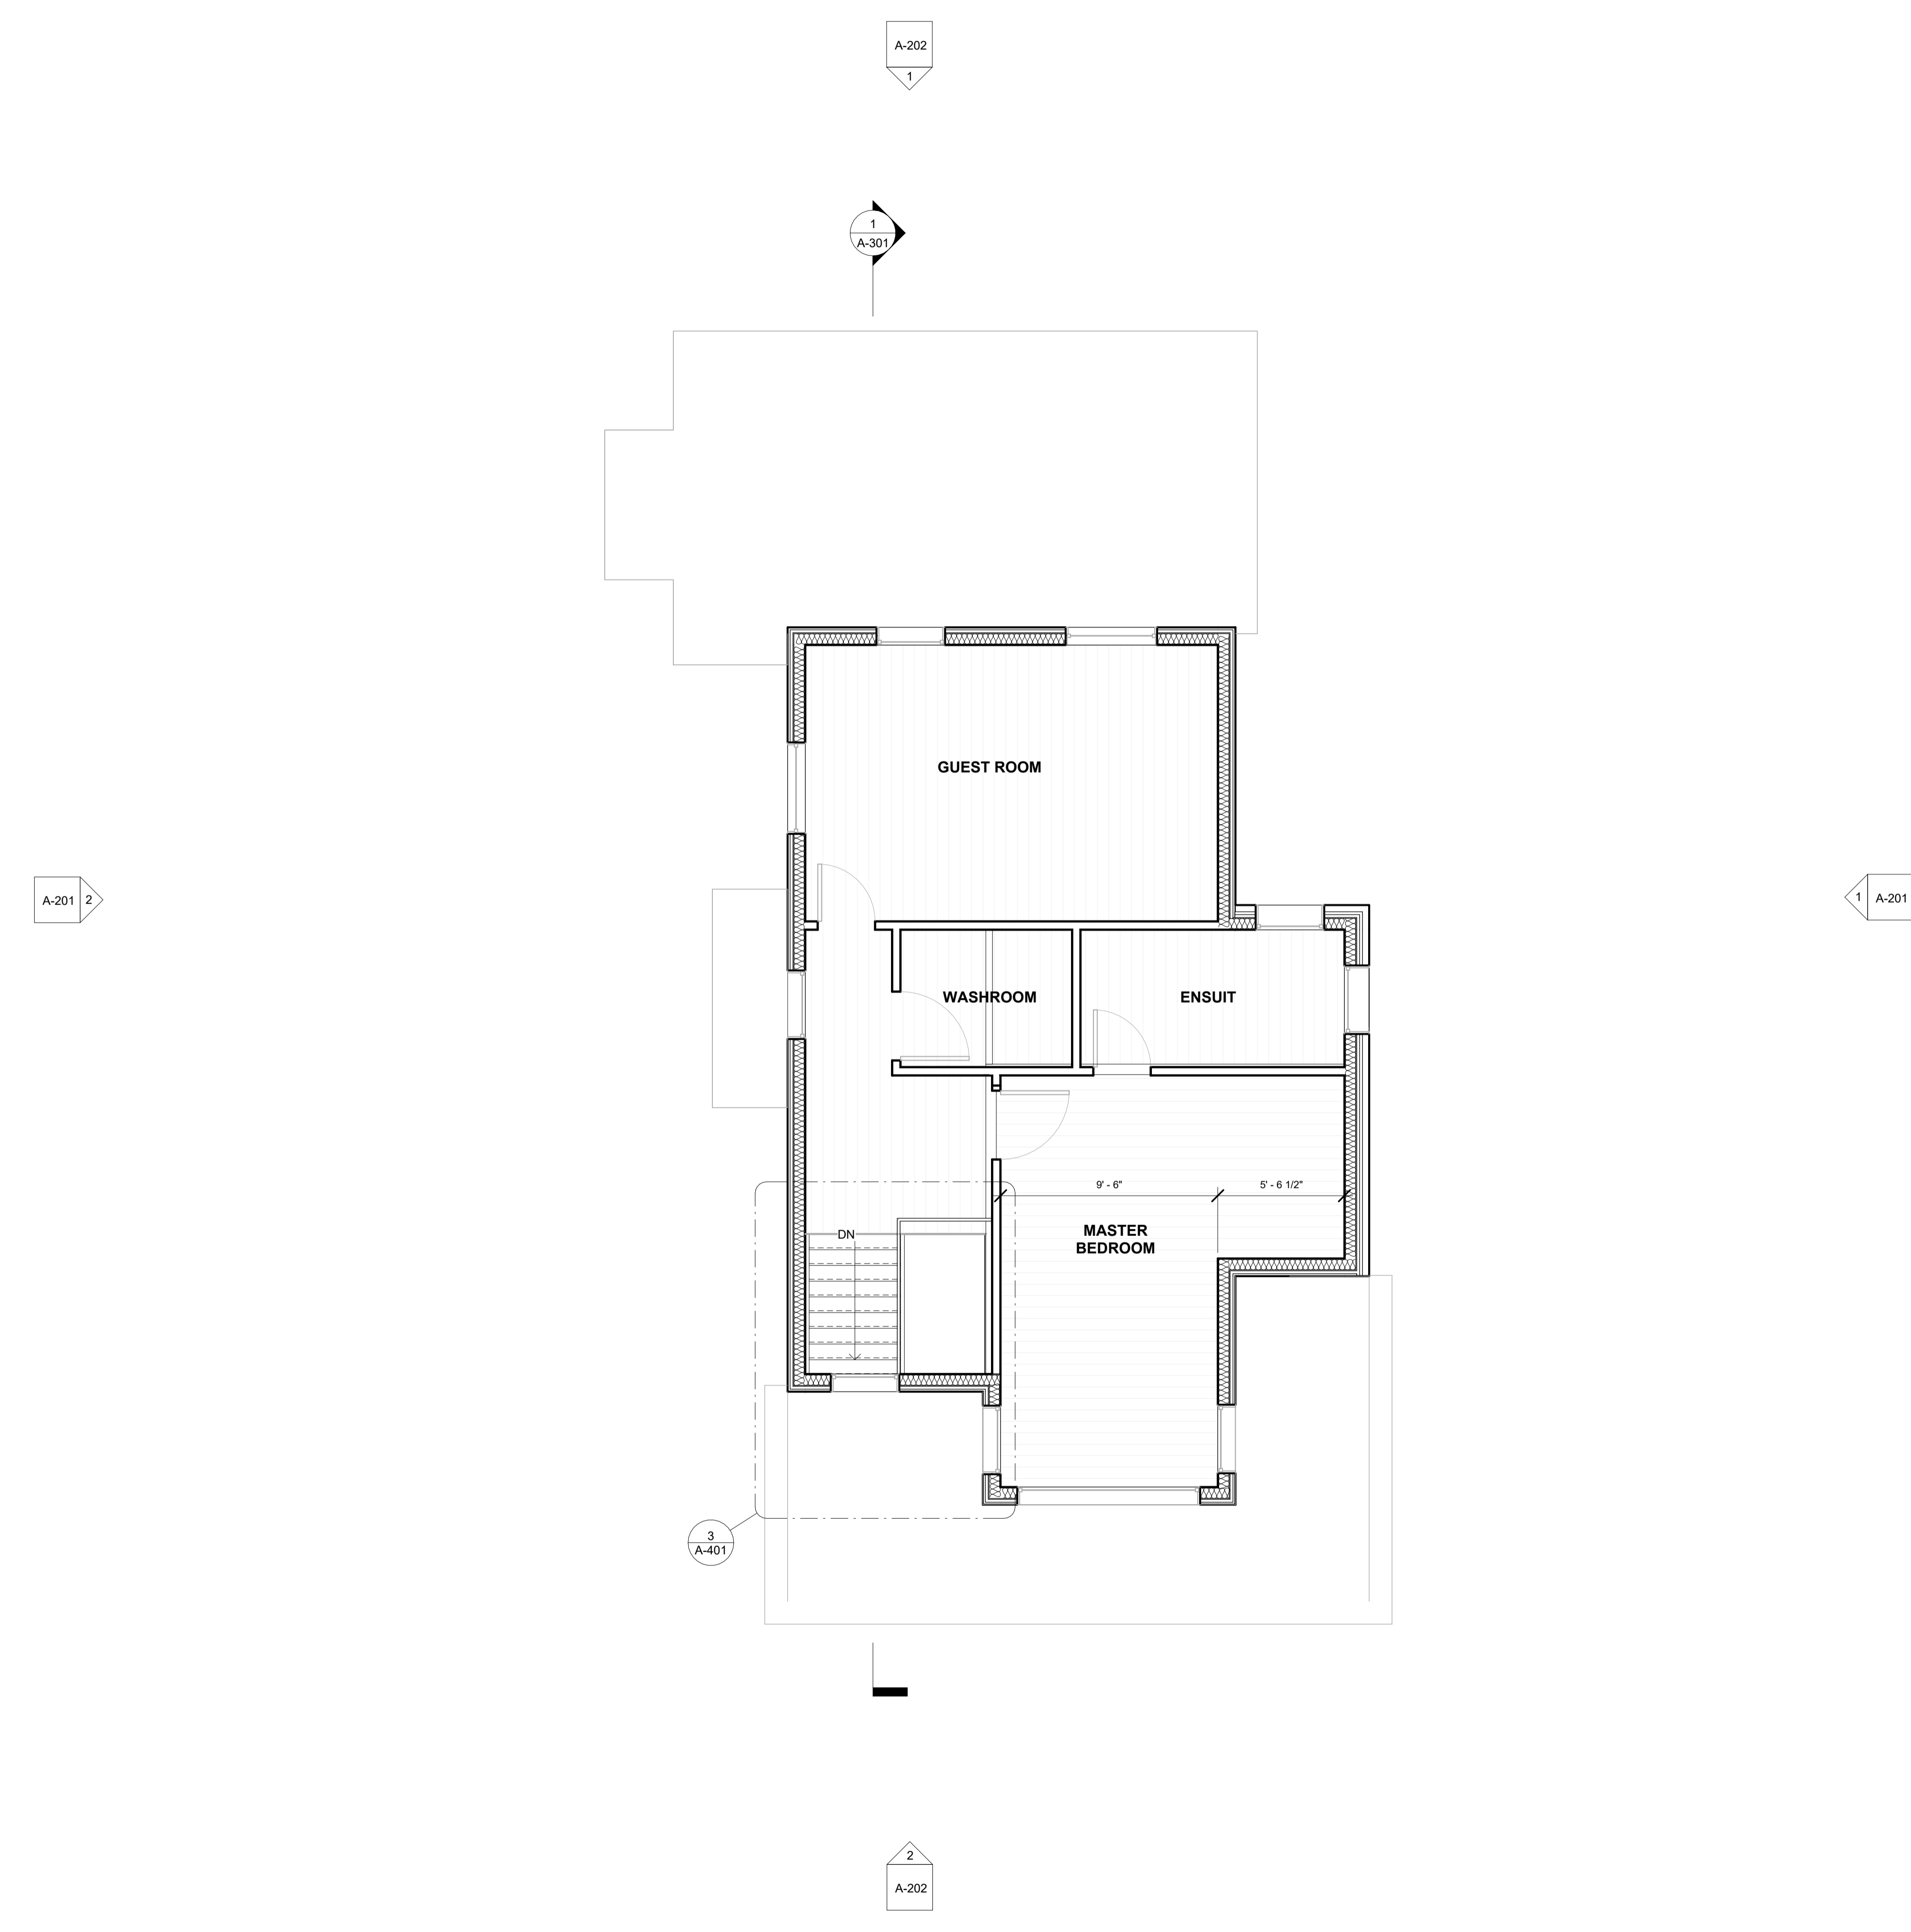 A-202
1
1
A-301
GUEST ROOM
A-201
2
1
A-201
WASHROOM
ENSUIT
9' - 6"
5' - 6 1/2"
MASTER
BEDROOM
DN
3
A-401
2
A-202